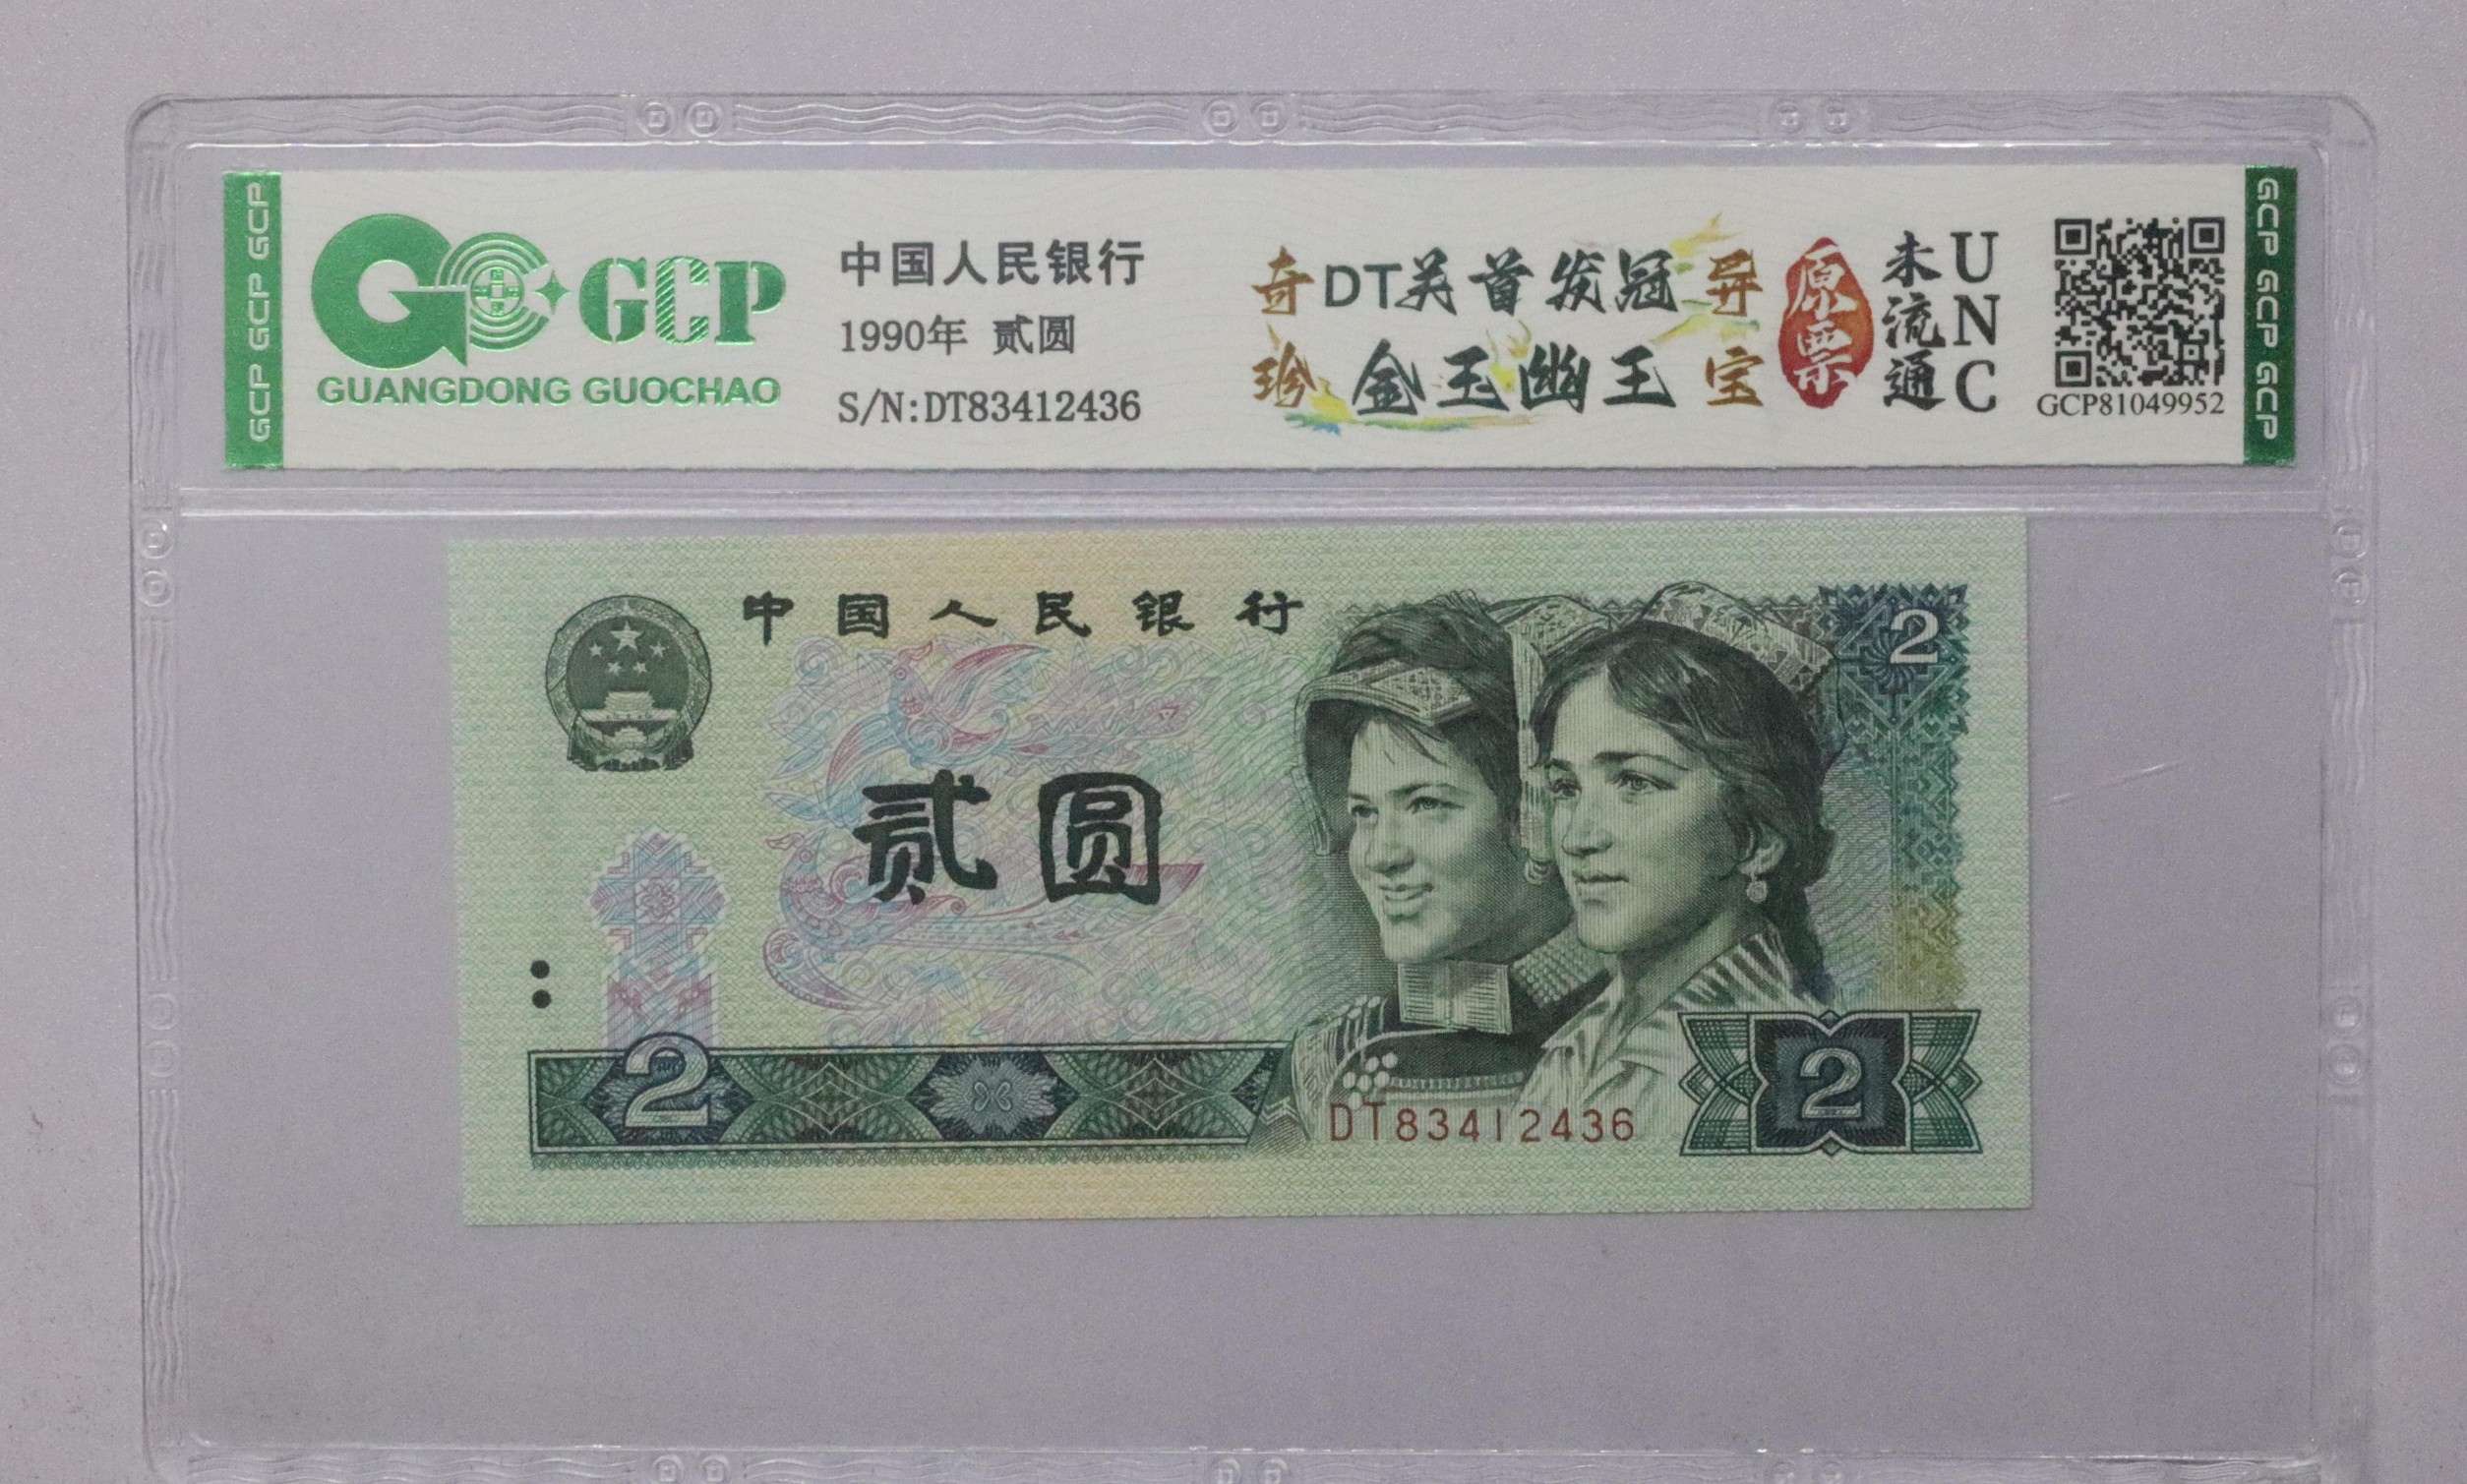 GCP GCP GCP
GCP
GUANGDONG GUOCHAO
中国人民银行
1990年 贰圆
S/N:DT83412436
奇珍
DT英首发冠
金玉幽王
异宝
原票
未流通
UNC
GCP81049952
GCP GCP GCP
中国人民银行
2
贰圆
2
DT83412436
2